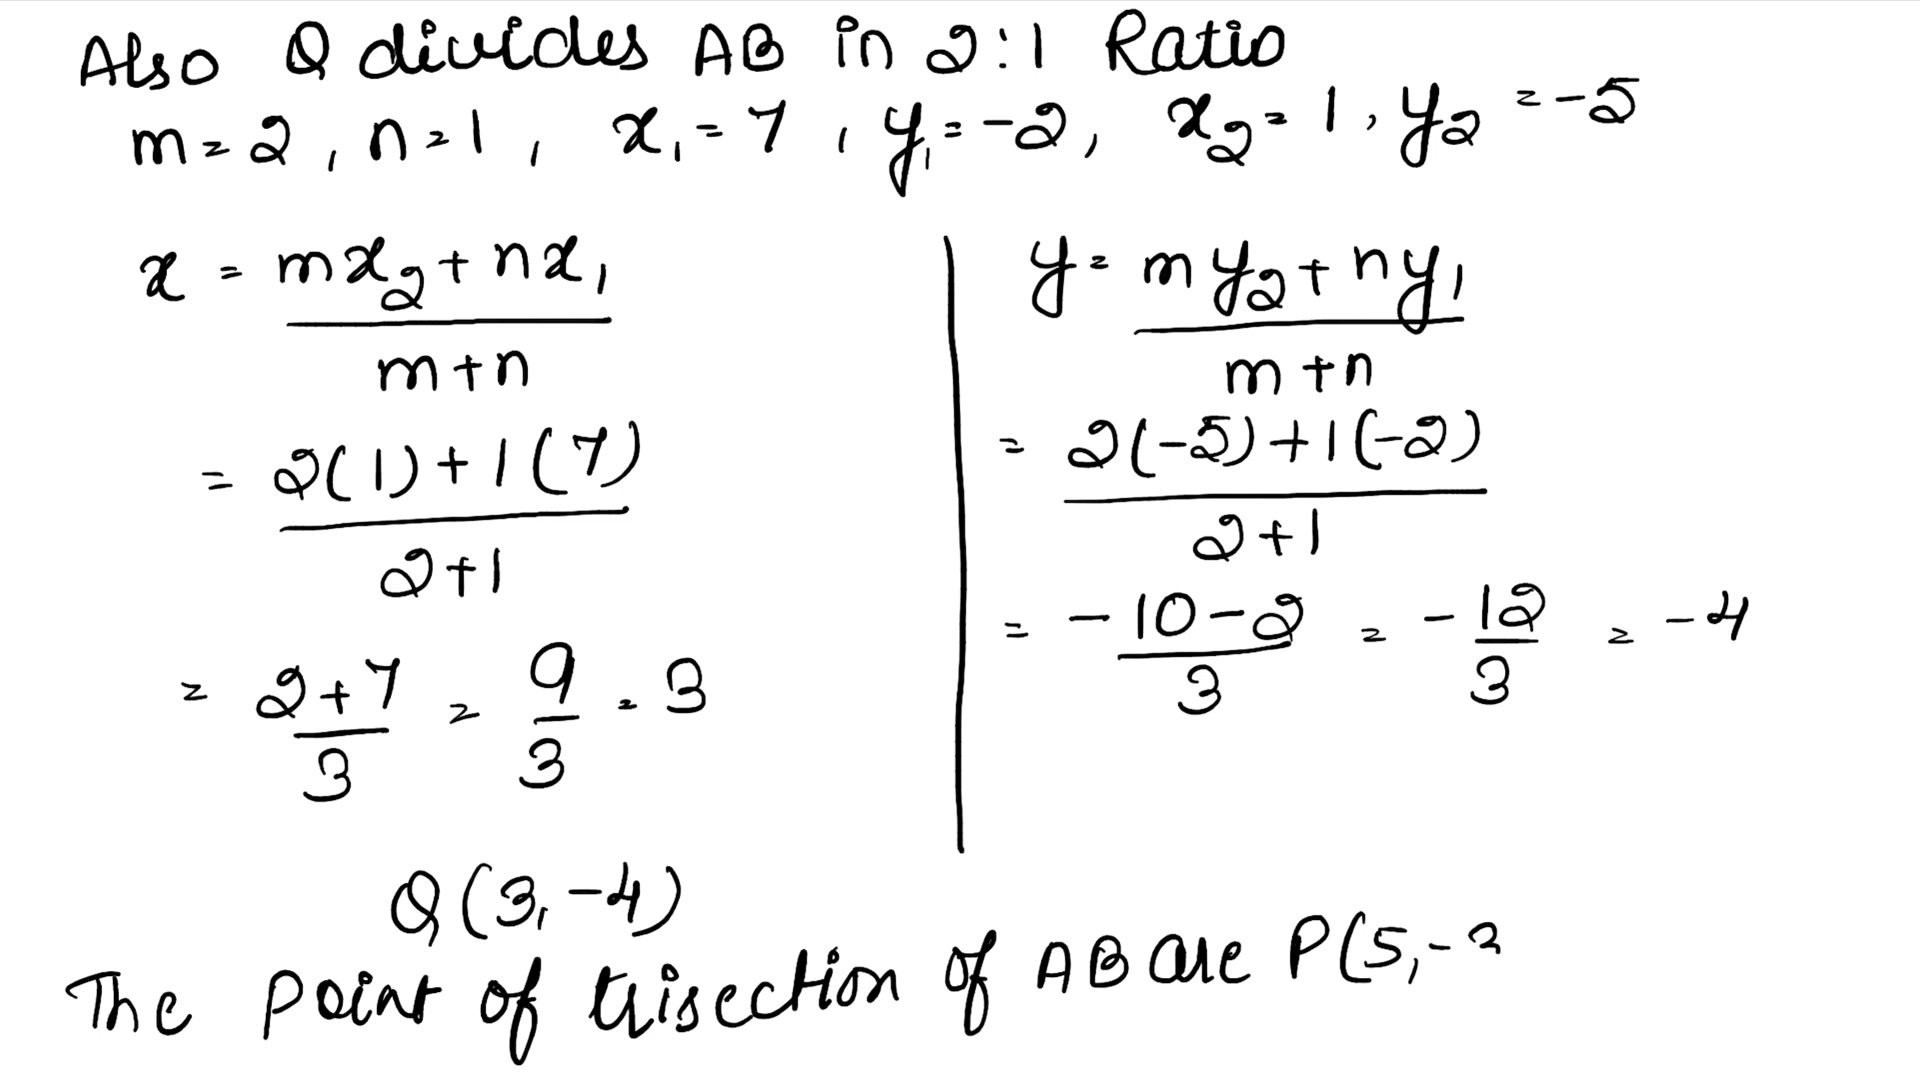 Also Q divides AB in 2:1 Ratio
m = 2, n = 1, x₁ = 7, y₁ = -2, x₂ = 1, y₂ = -5
x = mx₂ + nx₁
m+n
= 2(1)+1(7)
2+1
= 2+7 = 9 = 3
3 3
y = my₂ + ny₁
m+n
= 2(-5)+1(-2)
2+1
= -10-2 = -12 = -4
3 3
Q(3,-4)
The point of trisection of AB are P(5,-